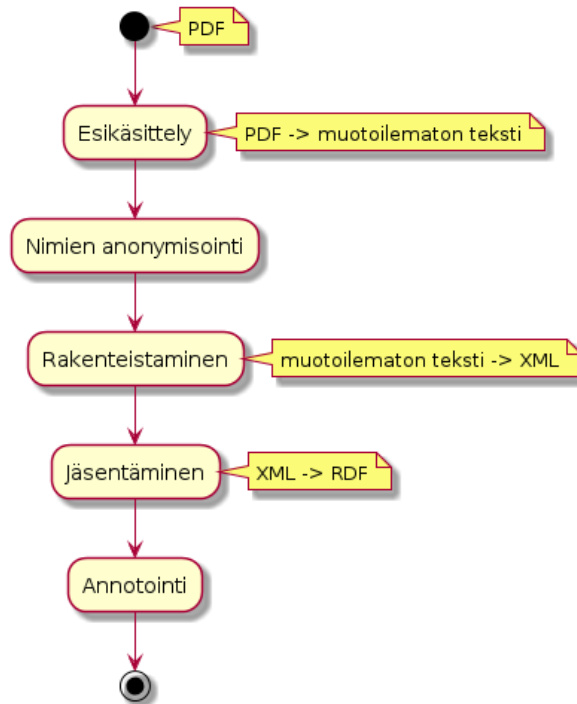 PDF
Esikäsittely
PDF -> muotoilematon teksti
Nimien anonymisointi
Rakenteistaminen
muotoilematon teksti -> XML
Jäsentäminen
XML -> RDF
Annotointi